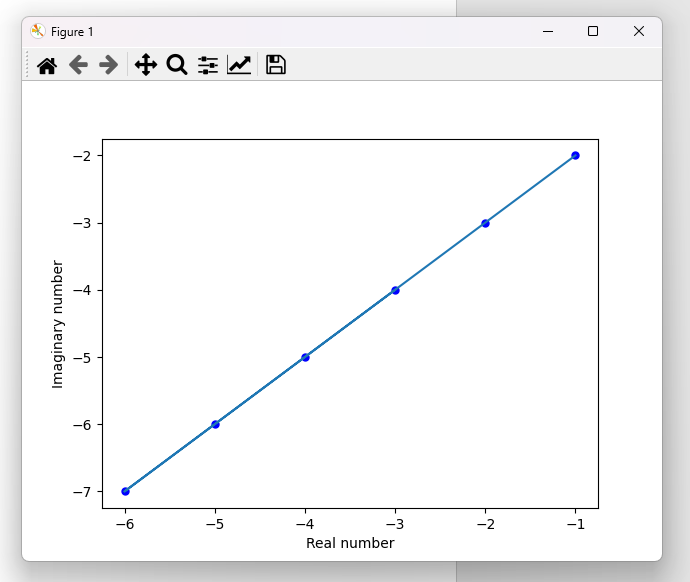 Figure 1
−2
−3
−4
−5
−6
−7
Imaginary number
−6 −5 −4 −3 −2 −1
Real number